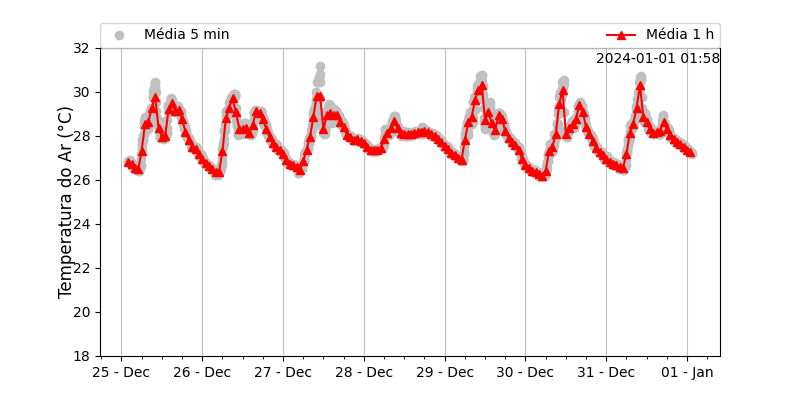 Média 5 min
Média 1 h
2024-01-01 01:58
Temperatura do Ar (°C)
32
30
28
26
24
22
20
18
25 - Dec
26 - Dec
27 - Dec
28 - Dec
29 - Dec
30 - Dec
31 - Dec
01 - Jan